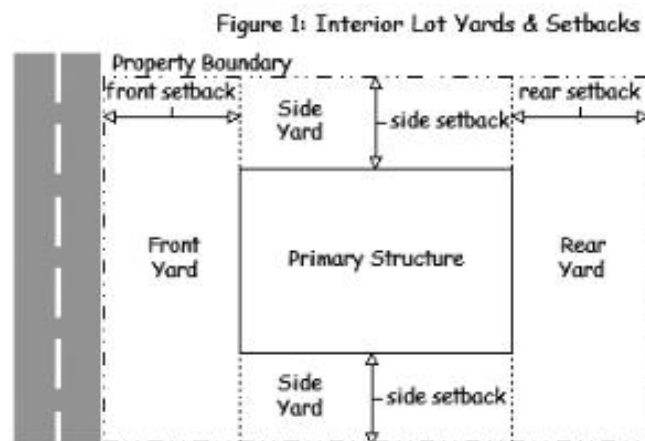 Figure 1: Interior Lot Yards & Setbacks
Property Boundary
front setback
Side
Yard
side setback
rear setback
Front
Yard
Primary Structure
Rear
Yard
Side
Yard
side setback